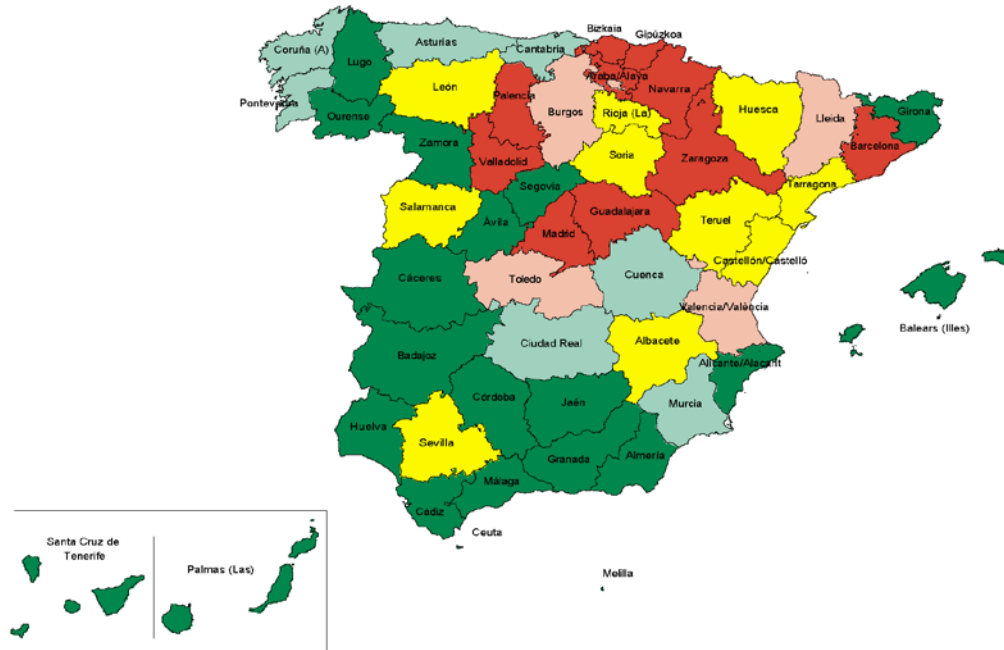 Bizkaia
Gipúzkoa
Coruña (A)
Asturias
Cantabria
Lugo
Araba/Alava
León
Palencia
Navarra
Pontevedra
Ourense
Burgos
Rioja (La)
Huesca
Lleida
Girona
Zamora
Barcelona
Valladolid
Soria
Zaragoza
Segovia
Tarragona
Salamanca
Avila
Guadalajara
Teruel
Madrid
Castellón/Castelló
Cáceres
Toledo
Cuenca
Valencia/València
Balears (Illes)
Ciudad Real
Albacete
Badajoz
Alicante/Alacant
Córdoba
Jaén
Murcia
Huelva
Sevilla
Granada
Almería
Málaga
Cádiz
Ceuta
Santa Cruz de
Tenerife
Palmas (Las)
Melilla